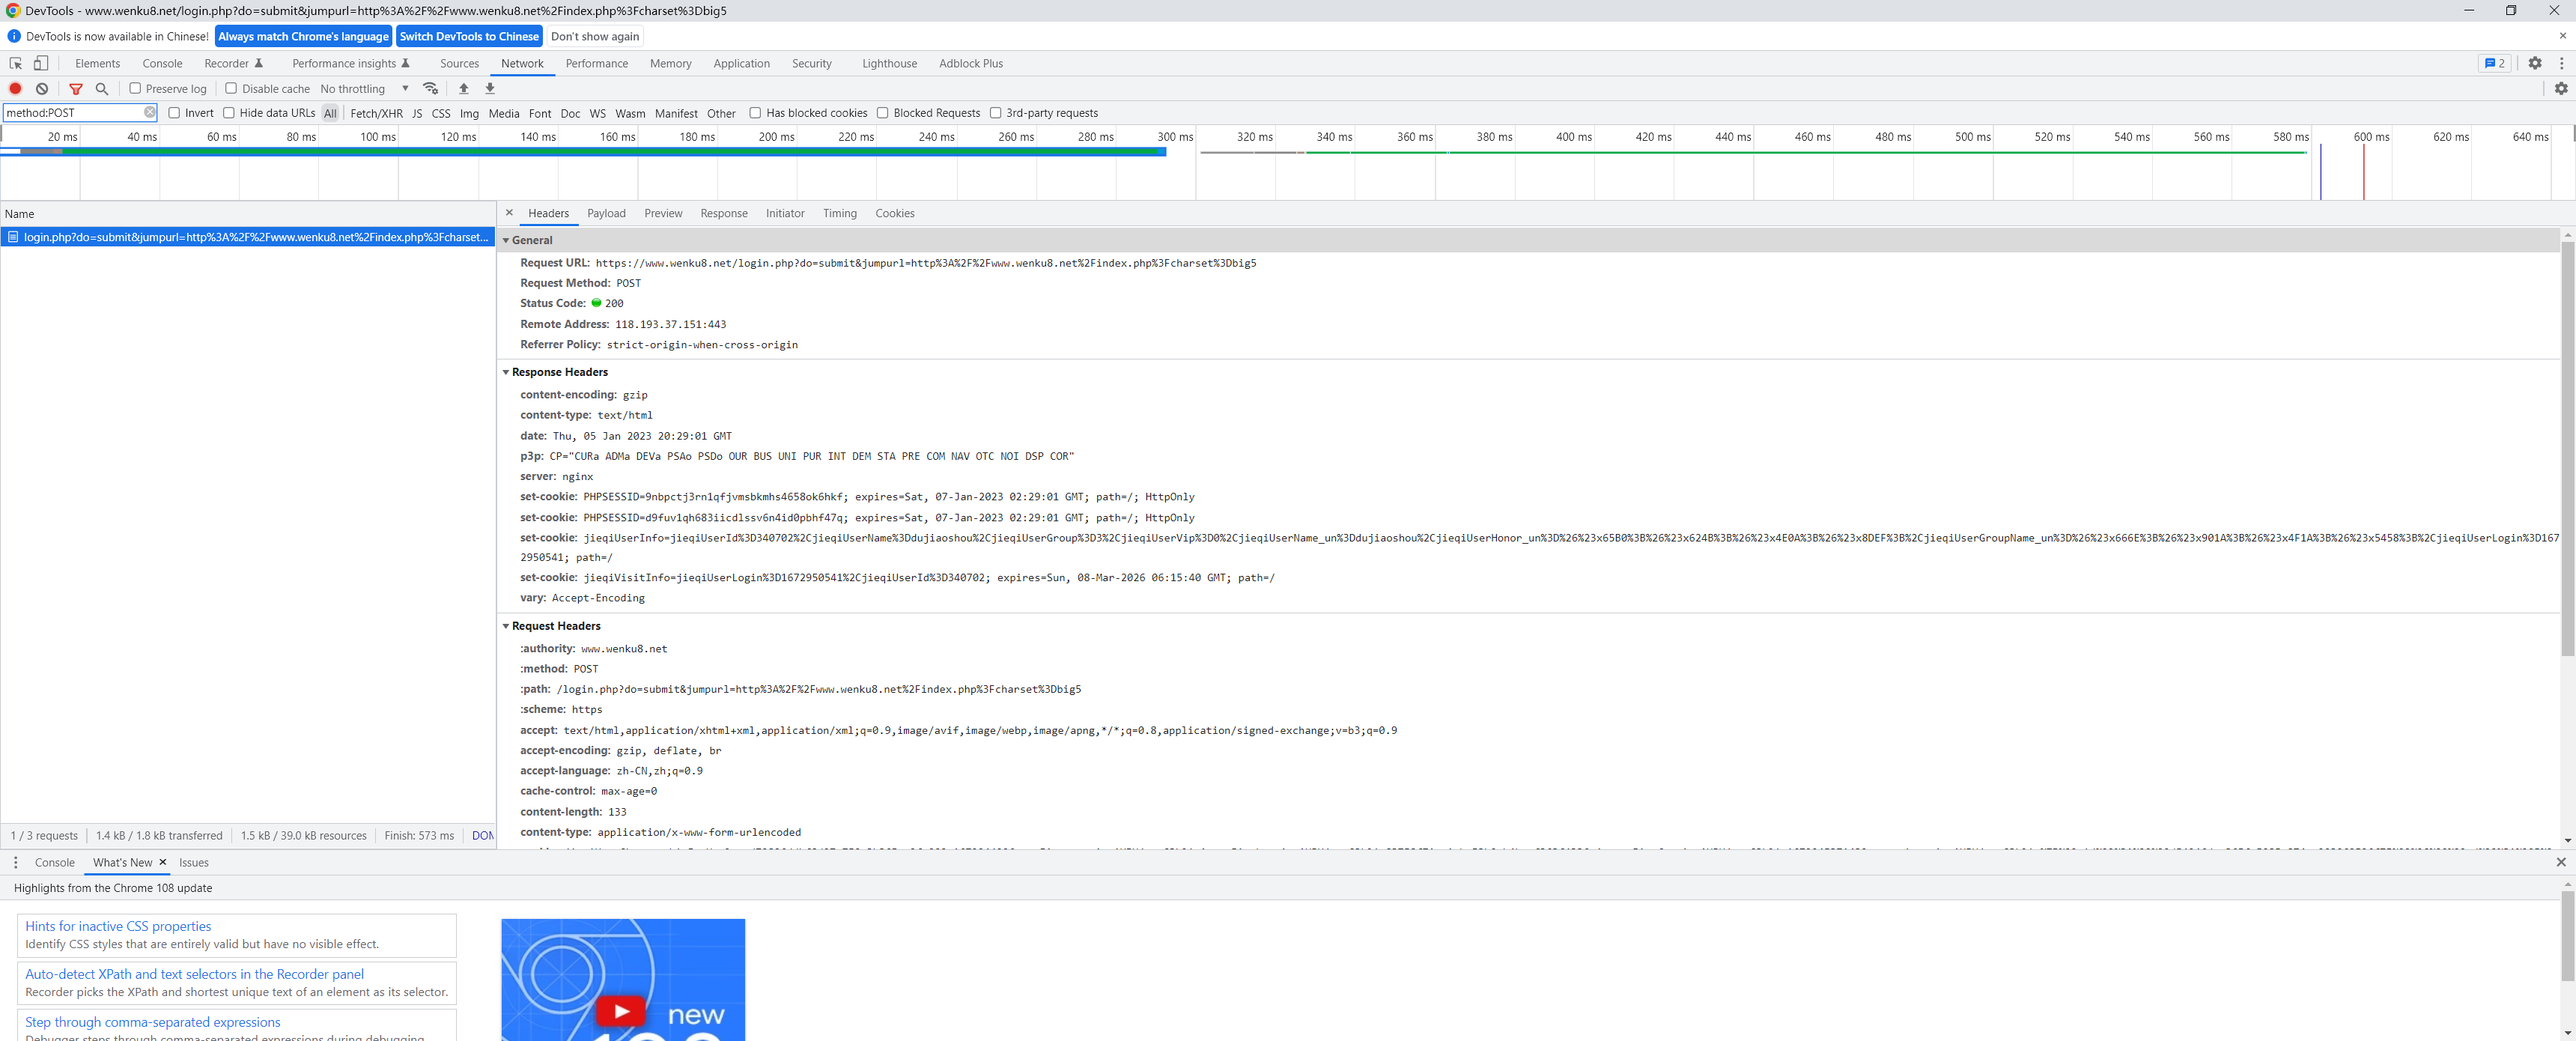 DevTools - www.wenku8.net/login.php?do=submit&jumpurl=http%3A%2F%2Fwww.wenku8.net%2Findex.php%3Fcharset%3Dbig5
DevTools is now available in Chinese! Always match Chrome's language Switch DevTools to Chinese Don't show again
Elements Console Recorder Performance insights Sources Network Performance Memory Application Security Lighthouse Adblock Plus 2
Preserve log Disable cache No throttling
method:POST Invert Hide data URLs All Fetch/XHR JS CSS Img Media Font Doc WS Wasm Manifest Other Has blocked cookies Blocked Requests 3rd-party requests
20 ms 40 ms 60 ms 80 ms 100 ms 120 ms 140 ms 160 ms 180 ms 200 ms 220 ms 240 ms 260 ms 280 ms 300 ms 320 ms 340 ms 360 ms 380 ms 400 ms 420 ms 440 ms 460 ms 480 ms 500 ms 520 ms 540 ms 560 ms 580 ms 600 ms 620 ms 640 ms
Name
login.php?do=submit&jumpurl=http%3A%2F%2Fwww.wenku8.net%2Findex.php%3Fcharset...
Headers Payload Preview Response Initiator Timing Cookies
General
Request URL: https://www.wenku8.net/login.php?do=submit&jumpurl=http%3A%2F%2Fwww.wenku8.net%2Findex.php%3Fcharset%3Dbig5
Request Method: POST
Status Code: 200
Remote Address: 118.193.37.151:443
Referrer Policy: strict-origin-when-cross-origin
Response Headers
content-encoding: gzip
content-type: text/html
date: Thu, 05 Jan 2023 20:29:01 GMT
p3p: CP="CURa ADMa DEVa PSAo PSDo OUR BUS UNI PUR INT DEM STA PRE COM NAV OTC NOI DSP COR"
server: nginx
set-cookie: PHPSESSID=9nbpctj3rn1qfjvmsbkmhs4658ok6hkf; expires=Sat, 07-Jan-2023 02:29:01 GMT; path=/; HttpOnly
set-cookie: PHPSESSID=d9fuv1qh683iicdlssv6n4id0pbhf47q; expires=Sat, 07-Jan-2023 02:29:01 GMT; path=/; HttpOnly
set-cookie: jieqiUserInfo=jieqiUserId%3D340702%2CjieqiUserName%3Ddujiaoshou%2CjieqiUserGroup%3D3%2CjieqiUserVip%3D0%2CjieqiUserName_un%3Ddujiaoshou%2CjieqiUserHonor_un%3D%26%23x65B0%3B%26%23x624B%3B%26%23x4E0A%3B%26%23x8DEF%3B%2CjieqiUserGroupName_un%3D%26%23x666E%3B%26%23x901A%3B%26%23x4F1A%3B%26%23x5458%3B%2CjieqiUserLogin%3D167
2950541; path=/
set-cookie: jieqiVisitInfo=jieqiUserLogin%3D1672950541%2CjieqiUserId%3D340702; expires=Sun, 08-Mar-2026 06:15:40 GMT; path=/
vary: Accept-Encoding
Request Headers
:authority: www.wenku8.net
:method: POST
:path: /login.php?do=submit&jumpurl=http%3A%2F%2Fwww.wenku8.net%2Findex.php%3Fcharset%3Dbig5
:scheme: https
accept: text/html,application/xhtml+xml,application/xml;q=0.9,image/avif,image/webp,image/apng,*/*;q=0.8,application/signed-exchange;v=b3;q=0.9
accept-encoding: gzip, deflate, br
accept-language: zh-CN,zh;q=0.9
cache-control: max-age=0
content-length: 133
content-type: application/x-www-form-urlencoded
1 / 3 requests 1.4 kB / 1.8 kB transferred 1.5 kB / 39.0 kB resources Finish: 573 ms DOM
Console What's New Issues
Highlights from the Chrome 108 update
Hints for inactive CSS properties
Identify CSS styles that are entirely valid but have no visible effect.
Auto-detect XPath and text selectors in the Recorder panel
Recorder picks the XPath and shortest unique text of an element as its selector.
Step through comma-separated expressions
Debugger steps through comma-separated expressions during debugging
new